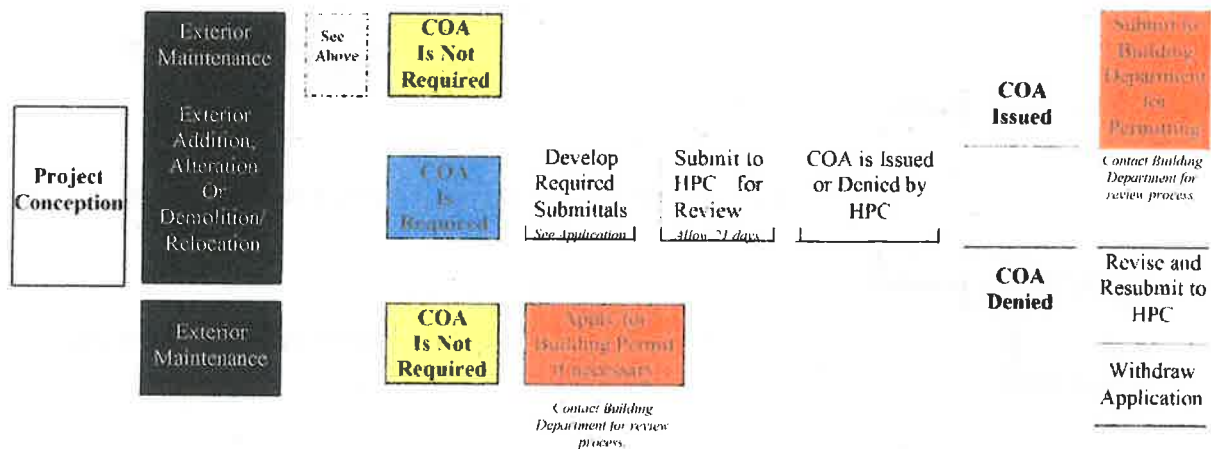 Project
Conception
Exterior
Maintenance
Exterior
Addition,
Alteration
Or
Demolition/
Relocation
Exterior
Maintenance
See
Above
COA
Is Not
Required
COA
Is
Required
COA
Is Not
Required
Develop
Required
Submittals
See Application
Apply for
Building Permit
if necessary
Contact Building
Department for review
process.
Submit to
HPC for
Review
Allow 21 days
COA is Issued
or Denied by
HPC
COA
Issued
COA
Denied
Submit to
Building
Department
for
Permitting
Contact Building
Department for
review process.
Revise and
Resubmit to
HPC
Withdraw
Application